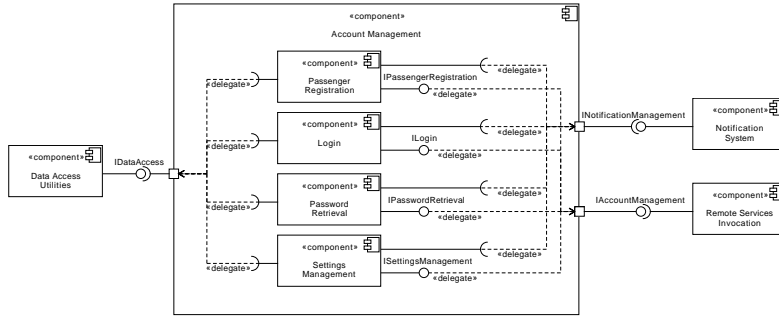 «component»
Account Management
«component»
Passenger
Registration
IPassengerRegistration
«delegate»
«delegate»
«delegate»
«component»
Login
ILogin
«delegate»
«delegate»
«delegate»
INotificationManagement
«component»
Notification
System
«component»
Data Access
Utilities
IDataAccess
«component»
Password
Retrieval
IPasswordRetrieval
«delegate»
«delegate»
«delegate»
IAccountManagement
«component»
Remote Services
Invocation
«component»
Settings
Management
ISettingsManagement
«delegate»
«delegate»
«delegate»